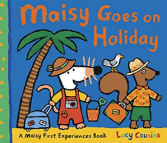 Maisy Goes on
Holiday
A Maisy First Experiences Book
Lucy Cousins